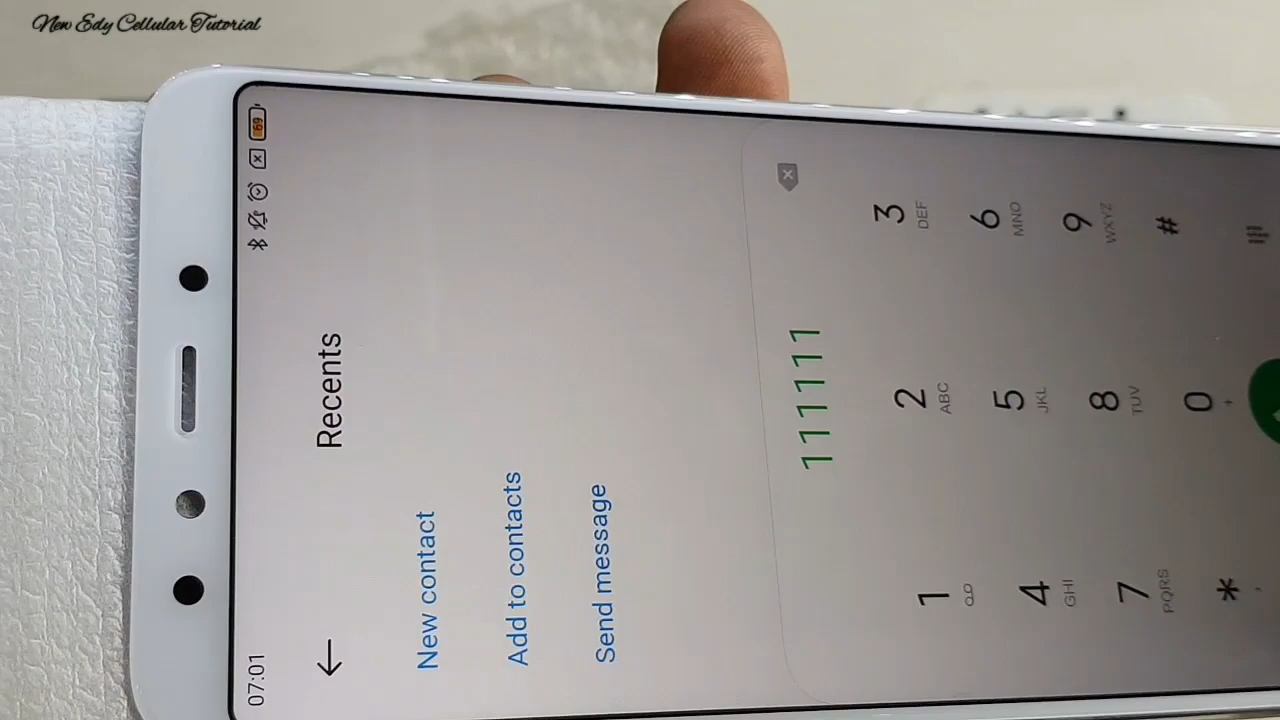 New Edy Cellular Tutorial
07:01
69
Recents
New contact
Add to contacts
Send message
111111
1 2 ABC 3 DEF
4 GHI 5 JKL 6 MNO
7 PQRS 8 TUV 9 WXYZ
* , 0 + #